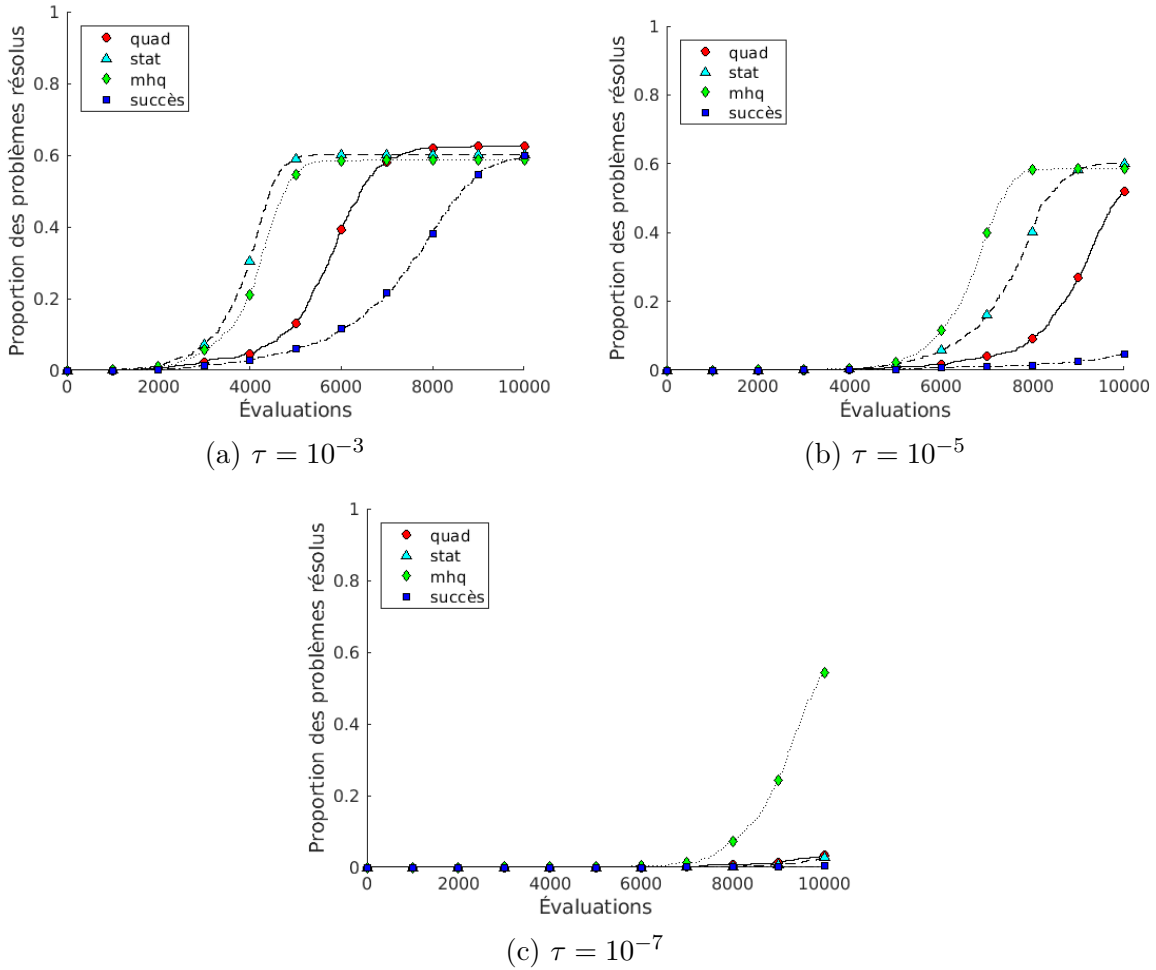 Proportion des problèmes résolus
1
0.8
0.6
0.4
0.2
0
quad
stat
mhq
succès
0 2000 4000 6000 8000 10000
Évaluations
(a) τ = 10⁻³
Proportion des problèmes résolus
1
0.8
0.6
0.4
0.2
0
quad
stat
mhq
succès
0 2000 4000 6000 8000 10000
Évaluations
(b) τ = 10⁻⁵
Proportion des problèmes résolus
1
0.8
0.6
0.4
0.2
0
quad
stat
mhq
succès
0 2000 4000 6000 8000 10000
Évaluations
(c) τ = 10⁻⁷